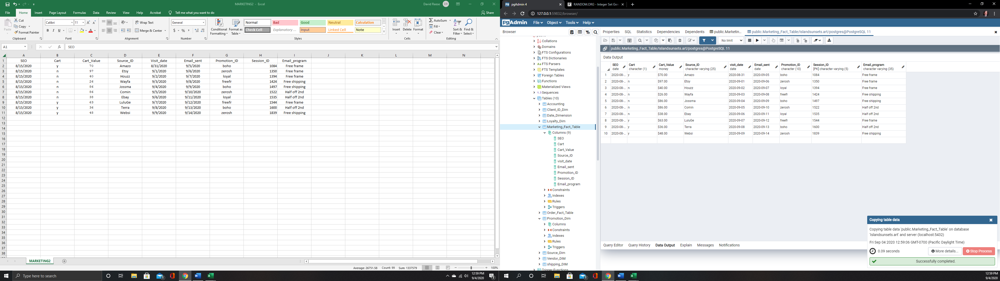 MARKETING2 - Excel
David Reese DR
File Home Insert Page Layout Formulas Data Review View Help Acrobat Tell me what you want to do Share
Paste Cut Copy Format Painter Clipboard
Calibri 11 B I U Font
Wrap Text Merge & Center Alignment
General $ % , Number
Conditional Formatting Format as Table
Normal Bad Good Neutral Calculation
Check Cell Explanatory ... Input Linked Cell Note
Styles
Insert Delete Format Cells
AutoSum Fill Clear Sort & Filter Find & Select Editing
A1 fx SEO
A B C D E F G H I J K L M N
1 SEO Cart Cart_Value Source_ID Visit_date Email_sent Promotion_ID Session_ID Email_program
2 8/15/2020 y 70 Amazo 8/31/2020 9/5/2020 boho 1084 Free frame
3 8/15/2020 n 97 Etsy 9/1/2020 9/6/2020 zerosh 1350 Free frame
4 8/15/2020 n 40 Houzz 9/2/2020 9/7/2020 loyal 1394 Free frame
5 8/15/2020 n 26 Wayfa 9/3/2020 9/8/2020 freefr 1424 Free shipping
6 8/15/2020 n 86 Jossma 9/4/2020 9/9/2020 boho 1497 Free shipping
7 8/15/2020 n 86 Comin 9/5/2020 9/10/2020 zerosh 1522 Half off 2nd
8 8/15/2020 n 38 Ebay 9/6/2020 9/11/2020 loyal 1535 Half off 2nd
9 8/15/2020 y 63 LuluGe 9/7/2020 9/12/2020 freefr 1544 Free frame
10 8/15/2020 y 36 Terra 9/8/2020 9/13/2020 boho 1600 Half off 2nd
11 8/15/2020 y 48 Websi 9/9/2020 9/14/2020 zerosh 1839 Free shipping
12
13
14
15
16
17
18
19
20
21
22
23
24
25
26
27
28
29
30
31
32
33
34
35
36
37
38
MARKETING2
Average: 26751.58 Count: 99 Sum: 1337579 100%
Type here to search
12:59 PM
9/4/2020
pgAdmin 4 RANDOM.ORG - Integer Set Gen
127.0.0.1:59832/browser/
pgAdmin File Object Tools Help
Browser
Properties SQL Statistics Dependencies Dependents public.Marketin... public.Marketing_Fact_Table/Islandsunsets.art/postgres@PostgreSQL 11
No limit
public.Marketing_Fact_Table/Islandsunsets.art/postgres@PostgreSQL 11
Collations
Domains
FTS Configurations
FTS Dictionaries
FTS Parsers
FTS Templates
Foreign Tables
Functions
Materialized Views
Sequences
Tables (10)
Accounting
Client_ID_Dim
Date_Dimension
Loyalty_Dim
Marketing_Fact_Table
Columns (9)
SEO
Cart
Cart_Value
Source_ID
visit_date
Email_sent
Promotion_ID
Session_ID
Email_program
Constraints
Indexes
Rules
Triggers
Order_Fact_Table
Promotion_Dim
Columns
Constraints
Indexes
Rules
Triggers
Source_Dim
Vendor_DIM
shipping_DIM
Trigger Functions
Data Output
SEO Cart Cart_Value Source_ID visit_date Email_sent Promotion_ID Session_ID Email_program
date character (1) money character varying (25) date date character (10) [PK] character varying (5) character varying (35)
1 2020-08-... y $70.00 Amazo 2020-08-31 2020-09-05 boho 1084 Free frame
2 2020-08-... n $97.00 Etsy 2020-09-01 2020-09-06 zerosh 1350 Free frame
3 2020-08-... n $40.00 Houzz 2020-09-02 2020-09-07 loyal 1394 Free frame
4 2020-08-... n $26.00 Wayfa 2020-09-03 2020-09-08 freefr 1424 Free shipping
5 2020-08-... n $86.00 Jossma 2020-09-04 2020-09-09 boho 1497 Free shipping
6 2020-08-... n $86.00 Comin 2020-09-05 2020-09-10 zerosh 1522 Half off 2nd
7 2020-08-... n $38.00 Ebay 2020-09-06 2020-09-11 loyal 1535 Half off 2nd
8 2020-08-... y $63.00 LuluGe 2020-09-07 2020-09-12 freefr 1544 Free frame
9 2020-08-... y $36.00 Terra 2020-09-08 2020-09-13 boho 1600 Half off 2nd
10 2020-08-... y $48.00 Websi 2020-09-09 2020-09-14 zerosh 1839 Free shipping
Query Editor Query History Data Output Explain Messages Notifications
Copying table data
Copying table data 'public.Marketing_Fact_Table' on database
'Islandsunsets.art' and server (localhost:5432)
Fri Sep 04 2020 12:59:06 GMT-0700 (Pacific Daylight Time)
0.09 seconds More details... Stop Process
Successfully completed.
12:59 PM
9/4/2020